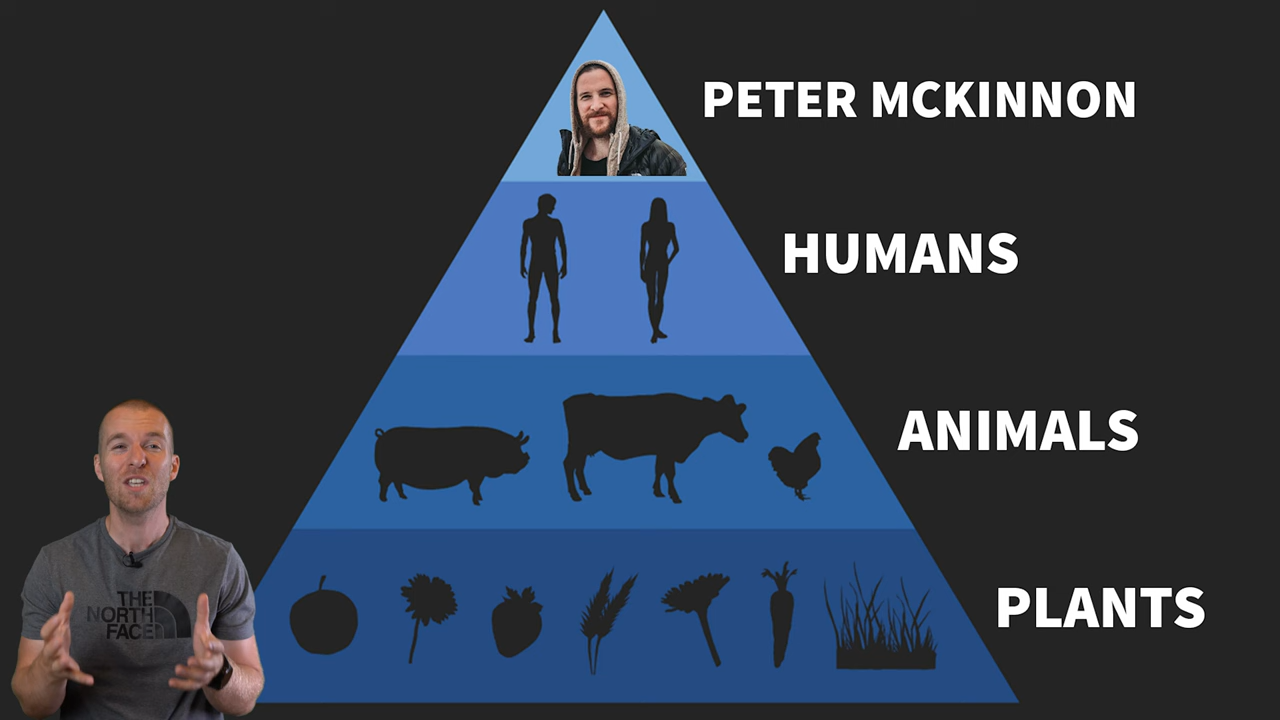 PETER MCKINNON
HUMANS
ANIMALS
PLANTS
THE
NORTH
FACE